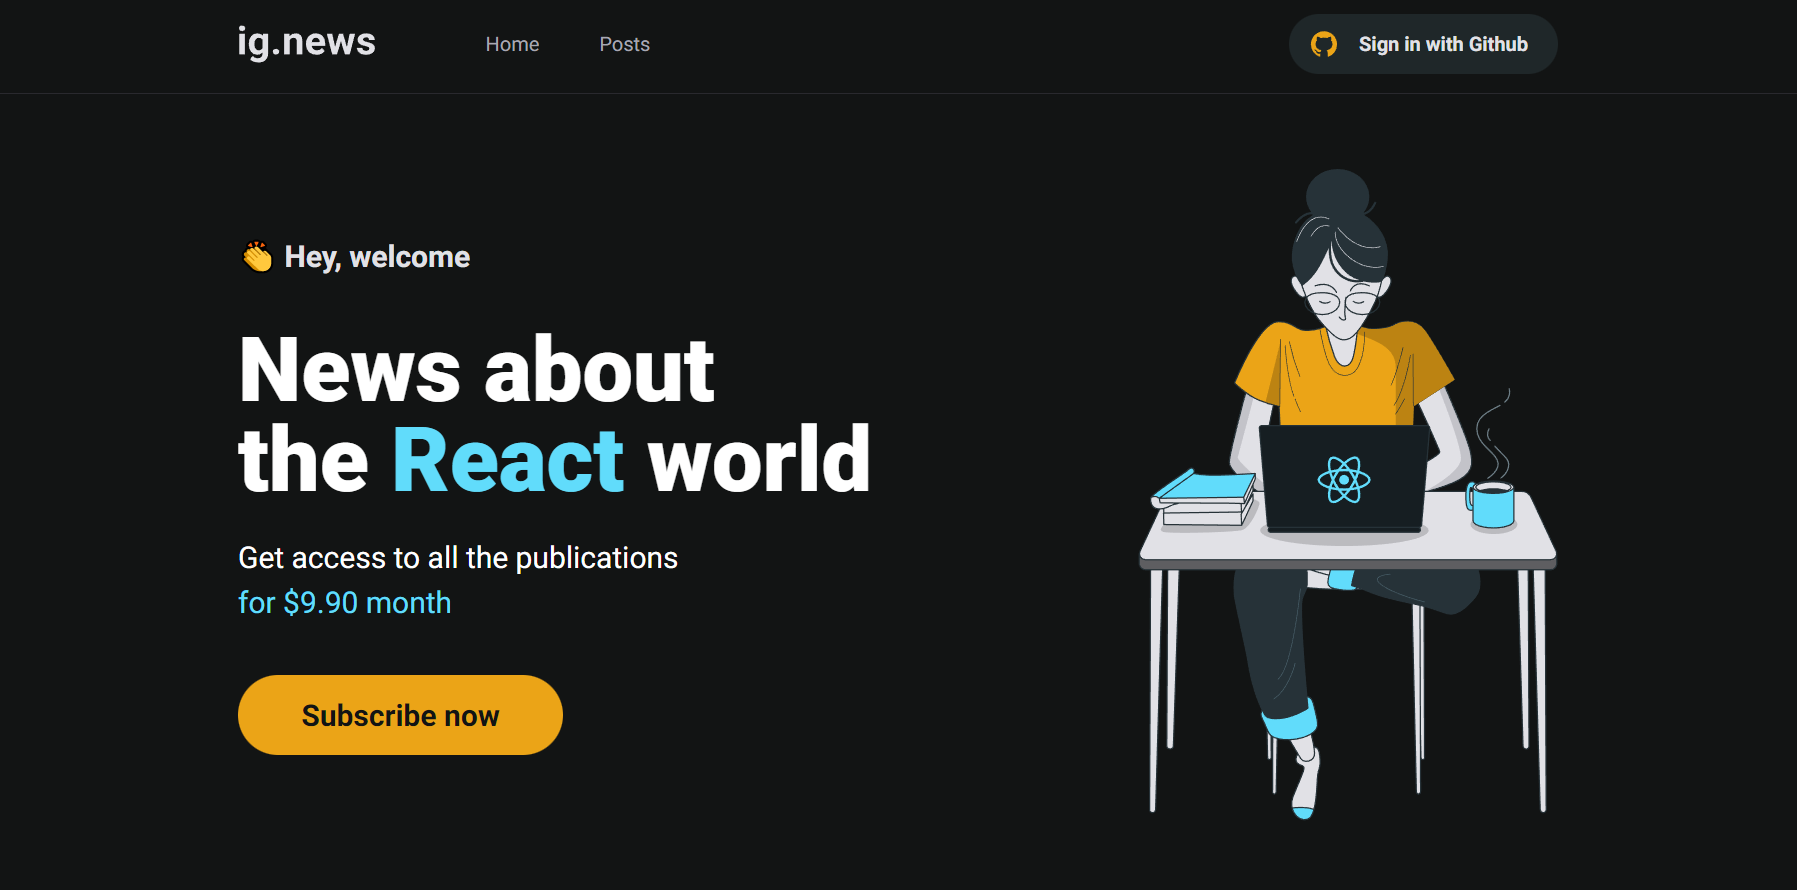 ig.news
Home
Posts
Sign in with Github
👏 Hey, welcome
News about
the React world
Get access to all the publications
for $9.90 month
Subscribe now